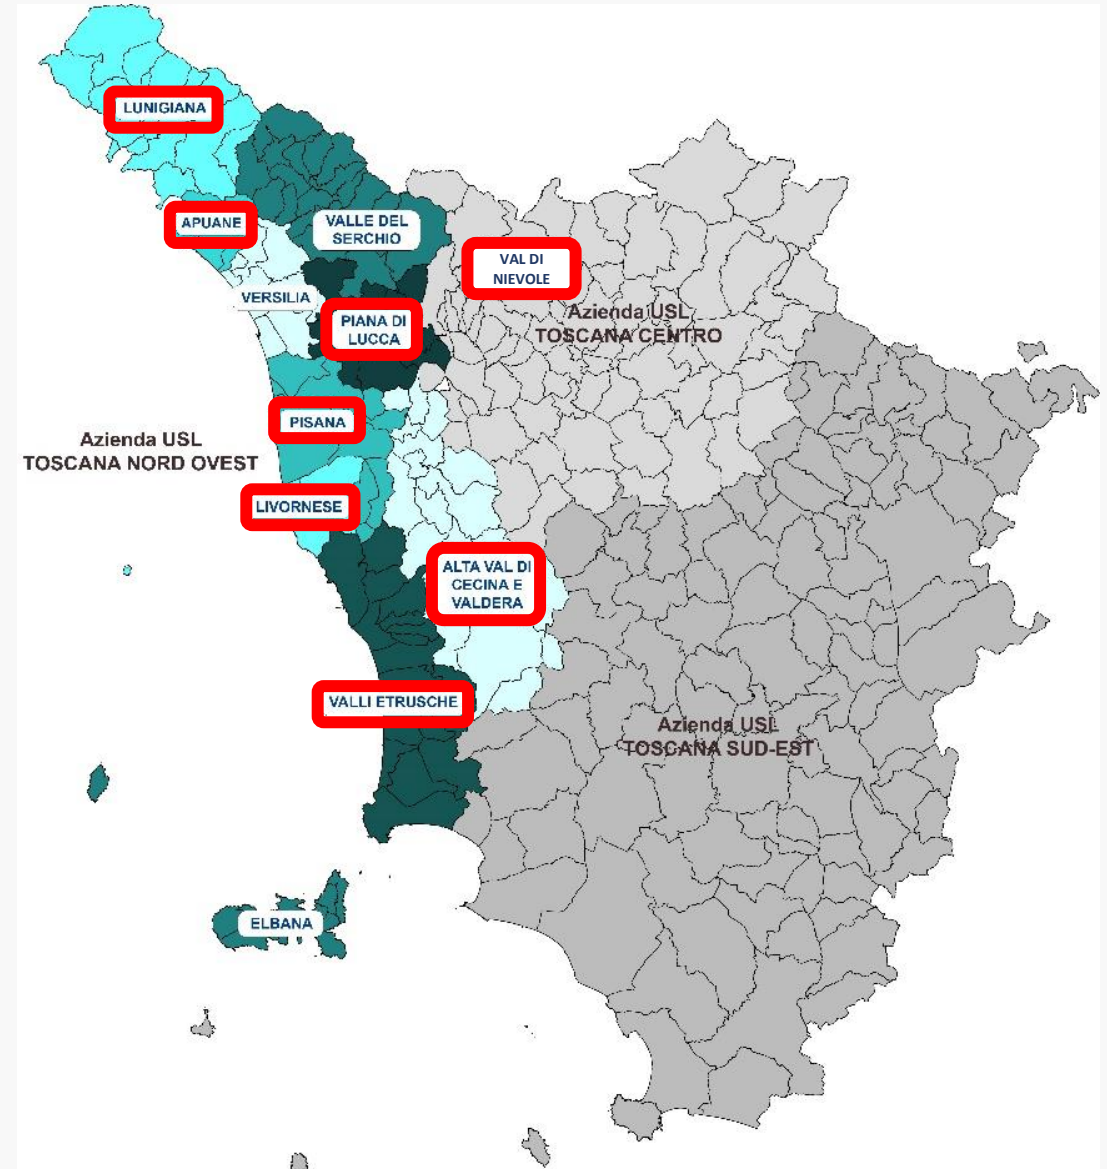 LUNIGIANA
APUANE
VALLE DEL
SERCHIO
VAL DI
NIEVOLE
VERSILIA
PIANA DI
LUCCA
Azienda USL
TOSCANA CENTRO
PISANA
Azienda USL
TOSCANA NORD OVEST
LIVORNESE
ALTA VAL DI
CECINA E
VALDERA
VALLI ETRUSCHE
Azienda USL
TOSCANA SUD-EST
ELBANA